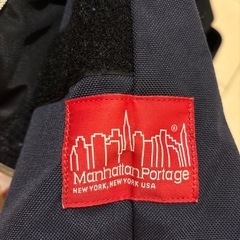 ®
Manhattan Portage
NEW YORK, NEW YORK USA